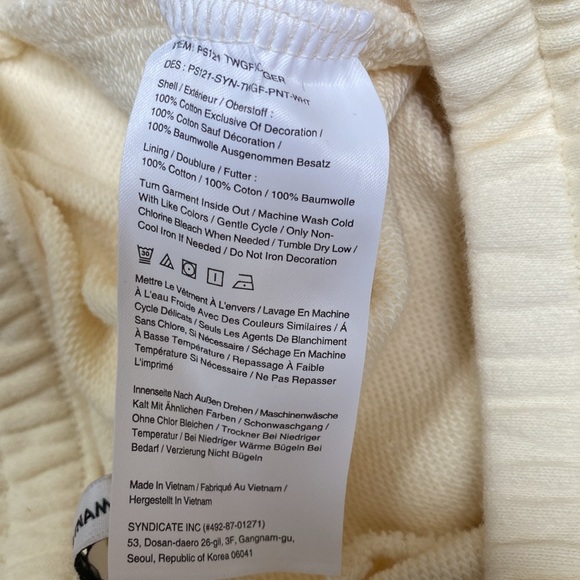 ITEM: PS121 TWGF GER
DES : PS121-SYN-TWGF-PNT-WHT
Shell / Extérieur / Oberstoff :
100% Cotton Exclusive Of Decoration /
100% Coton Sauf Décoration /
100% Baumwolle Ausgenommen Besatz
Lining / Doublure / Futter :
100% Cotton / 100% Coton / 100% Baumwolle
Turn Garment Inside Out / Machine Wash Cold
With Like Colors / Gentle Cycle / Only Non-
Chlorine Bleach When Needed / Tumble Dry Low /
Cool Iron If Needed / Do Not Iron Decoration
30
Mettre Le Vêtment À L'envers / Lavage En Machine
À L'eau Froide Avec Des Couleurs Similaires / Á
Cycle Délicats / Seuls Les Agents De Blanchiment
Sans Chlore, Si Nécessaire / Séchage En Machine
À Basse Température / Repassage À Faible
Température Si Nécessaire / Ne Pas Repasser
L'imprimé
Innenseite Nach Außen Drehen / Maschinenwäsche
Kalt Mit Ähnlichen Farben / Schonwaschgang /
Ohne Chlor Bleichen / Trockner Bei Niedriger
Temperatur / Bei Niedriger Wärme Bügeln Bei
Bedarf / Verzierung Nicht Bügeln
Made In Vietnam / Fabriqué Au Vietnam /
Hergestellt In Vietnam
SYNDICATE INC (#492-87-01271)
53, Dosan-daero 26-gil, 3F, Gangnam-gu,
Seoul, Republic of Korea 06041